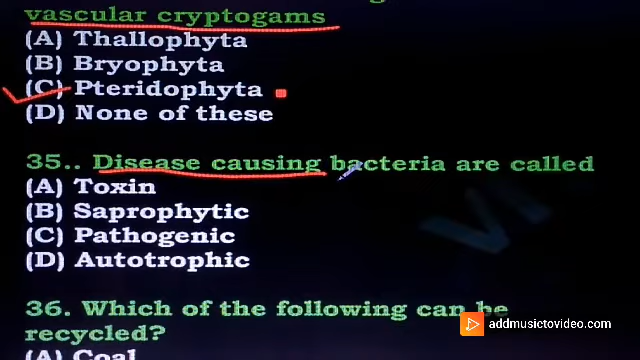 vascular cryptogams
(A) Thallophyta
(B) Bryophyta
(C) Pteridophyta
(D) None of these
35.. Disease causing bacteria are called
(A) Toxin
(B) Saprophytic
(C) Pathogenic
(D) Autotrophic
36. Which of the following can be
recycled?
(A) Coal
addmusictovideo.com